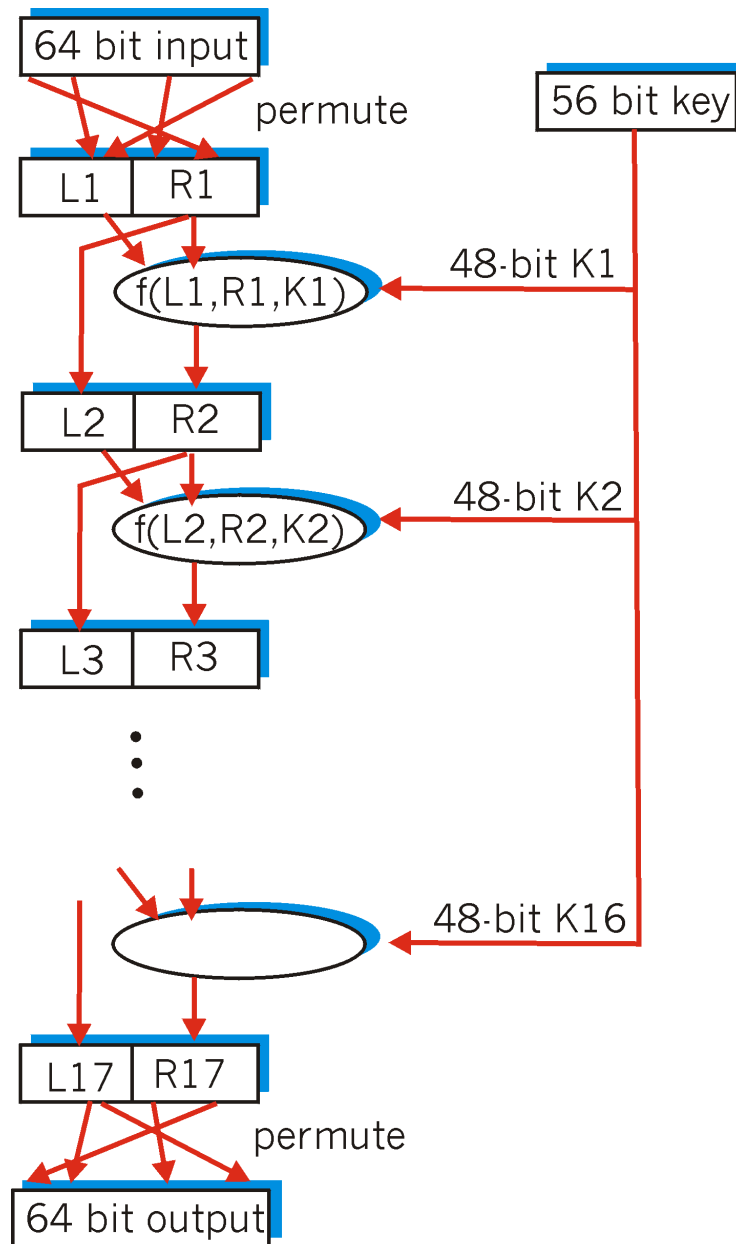 64 bit input
permute
56 bit key
L1 R1
48-bit K1
f(L1,R1,K1)
L2 R2
48-bit K2
f(L2,R2,K2)
L3 R3
48-bit K16
L17 R17
permute
64 bit output